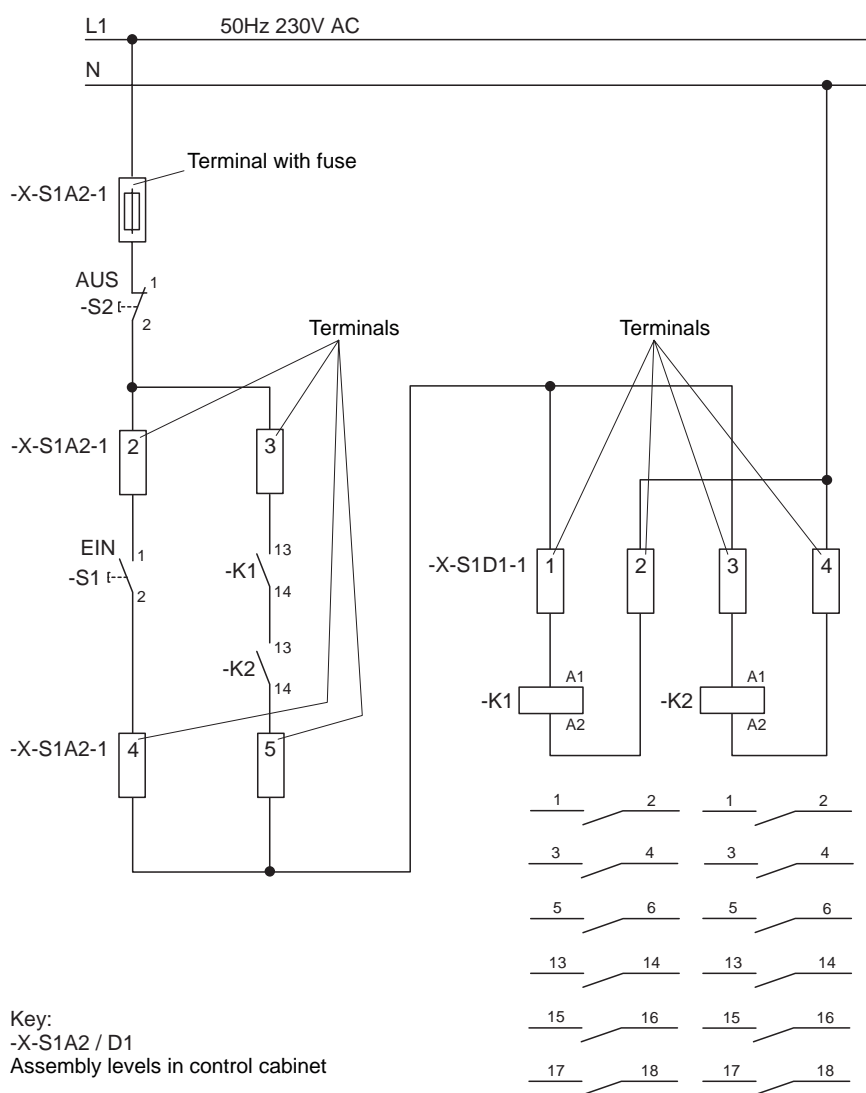 L1 50Hz 230V AC
N
Terminal with fuse
-X-S1A2-1
AUS 1
-S2
2
Terminals Terminals
-X-S1A2-1 2 3
EIN 1 13
-S1 -K1
2 14
-X-S1D1-1 1 2 3 4
13
-K2
14
A1 A1
-K1 -K2
A2 A2
-X-S1A2-1 4 5
1 2 1 2
3 4 3 4
5 6 5 6
13 14 13 14
15 16 15 16
17 18 17 18
Key:
-X-S1A2 / D1
Assembly levels in control cabinet